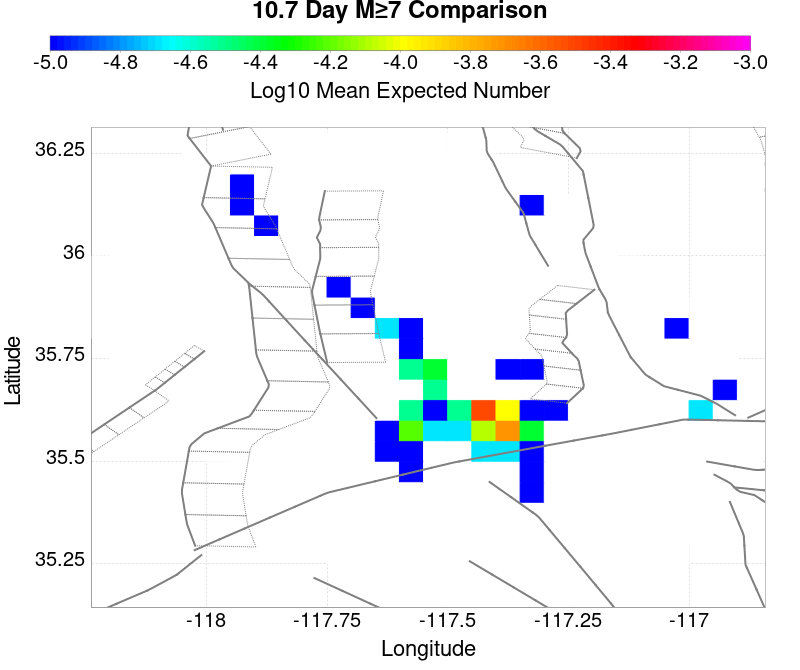 10.7 Day M≥7 Comparison
-5.0 -4.8 -4.6 -4.4 -4.2 -4.0 -3.8 -3.6 -3.4 -3.2 -3.0
Log10 Mean Expected Number
36.25
36
35.75
35.5
35.25
Latitude
-118 -117.75 -117.5 -117.25 -117
Longitude